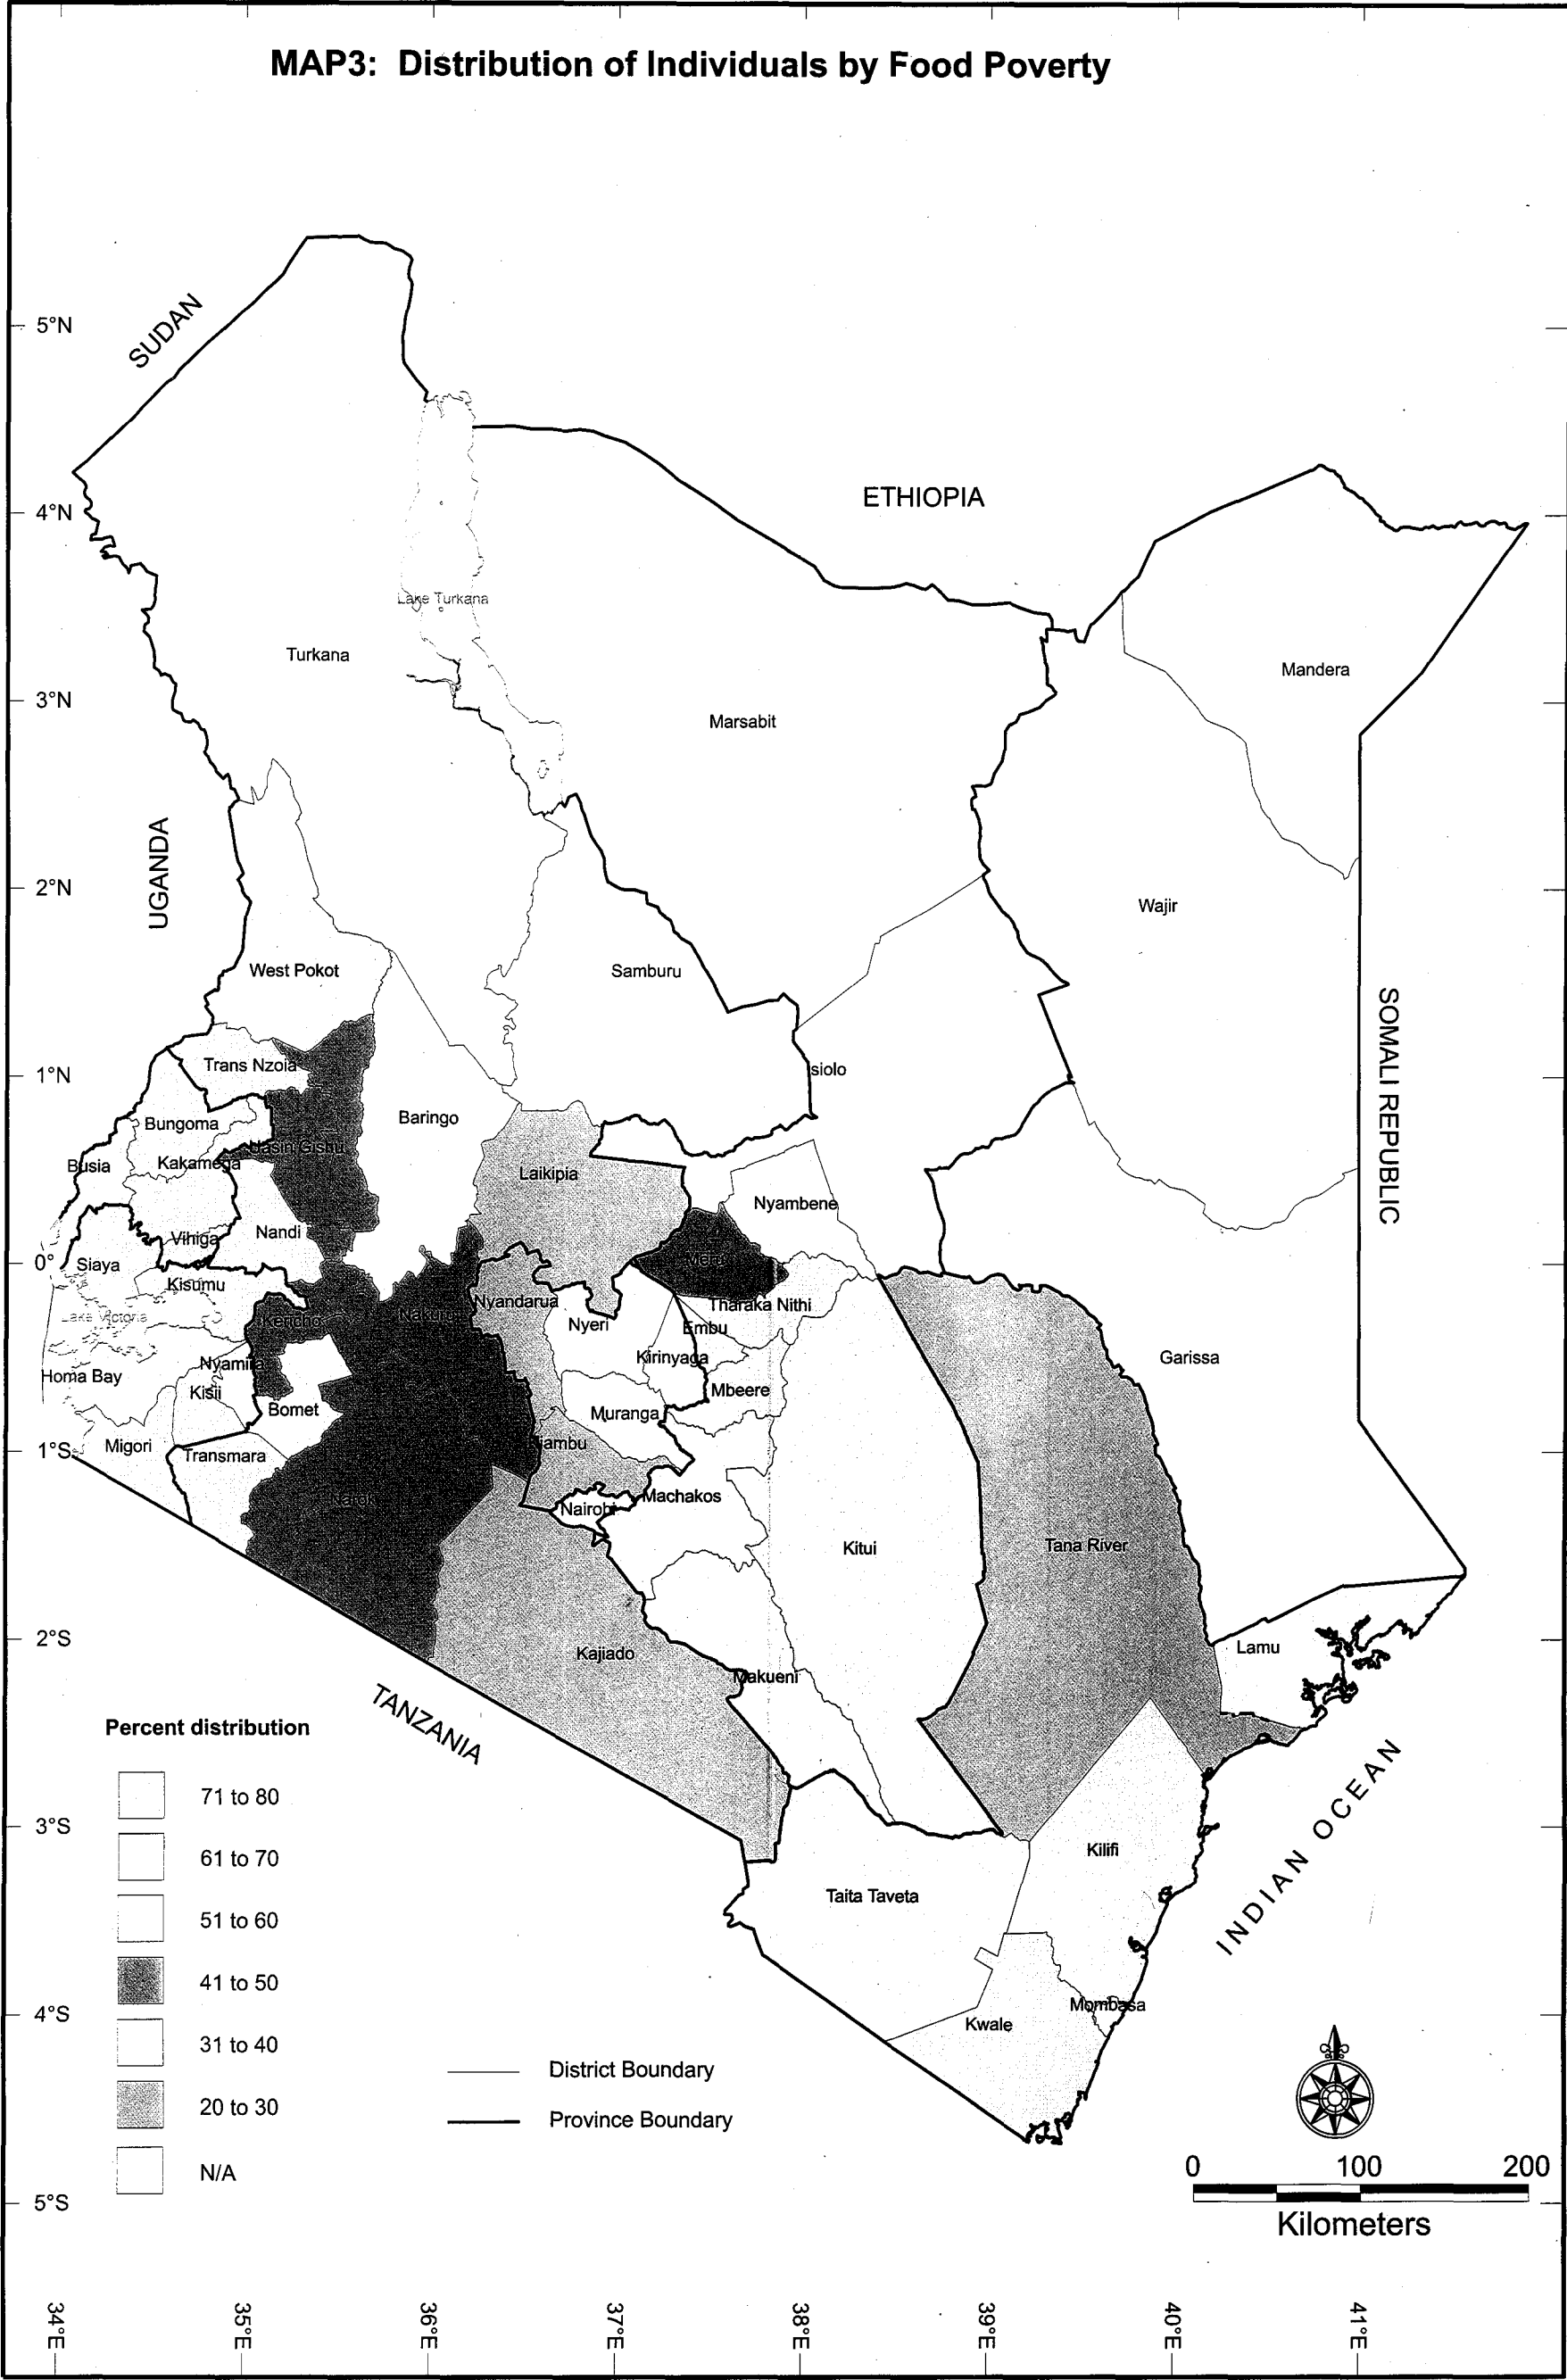 MAP3: Distribution of Individuals by Food Poverty
SUDAN
5°N
ETHIOPIA
4°N
Lake Turkana
Turkana
Mandera
3°N
Marsabit
UGANDA
2°N
Wajir
West Pokot
Samburu
SOMALI REPUBLIC
Trans Nzoia
1°N
siolo
Baringo
Bungoma
Uasin Gishu
Busia
Kakamega
Laikipia
Nyambene
Nandi
Vihiga
0°
Siaya
Meru
Kisumu
Nyandarua
Tharaka Nithi
Lake Victoria
Kericho
Nakuru
Nyeri
Embu
Nyamira
Kirinyaga
Garissa
Homa Bay
Kisii
Mbeere
Bomet
Muranga
Migori
1°S
Transmara
Kiambu
Narok
Nairobi
Machakos
Kitui
Tana River
2°S
Kajiado
Lamu
Makueni
TANZANIA
Percent distribution
71 to 80
3°S
61 to 70
Kilifi
INDIAN OCEAN
Taita Taveta
51 to 60
41 to 50
4°S
Mombasa
Kwale
31 to 40
District Boundary
20 to 30
Province Boundary
N/A
0 100 200
5°S
Kilometers
34°E 35°E 36°E 37°E 38°E 39°E 40°E 41°E